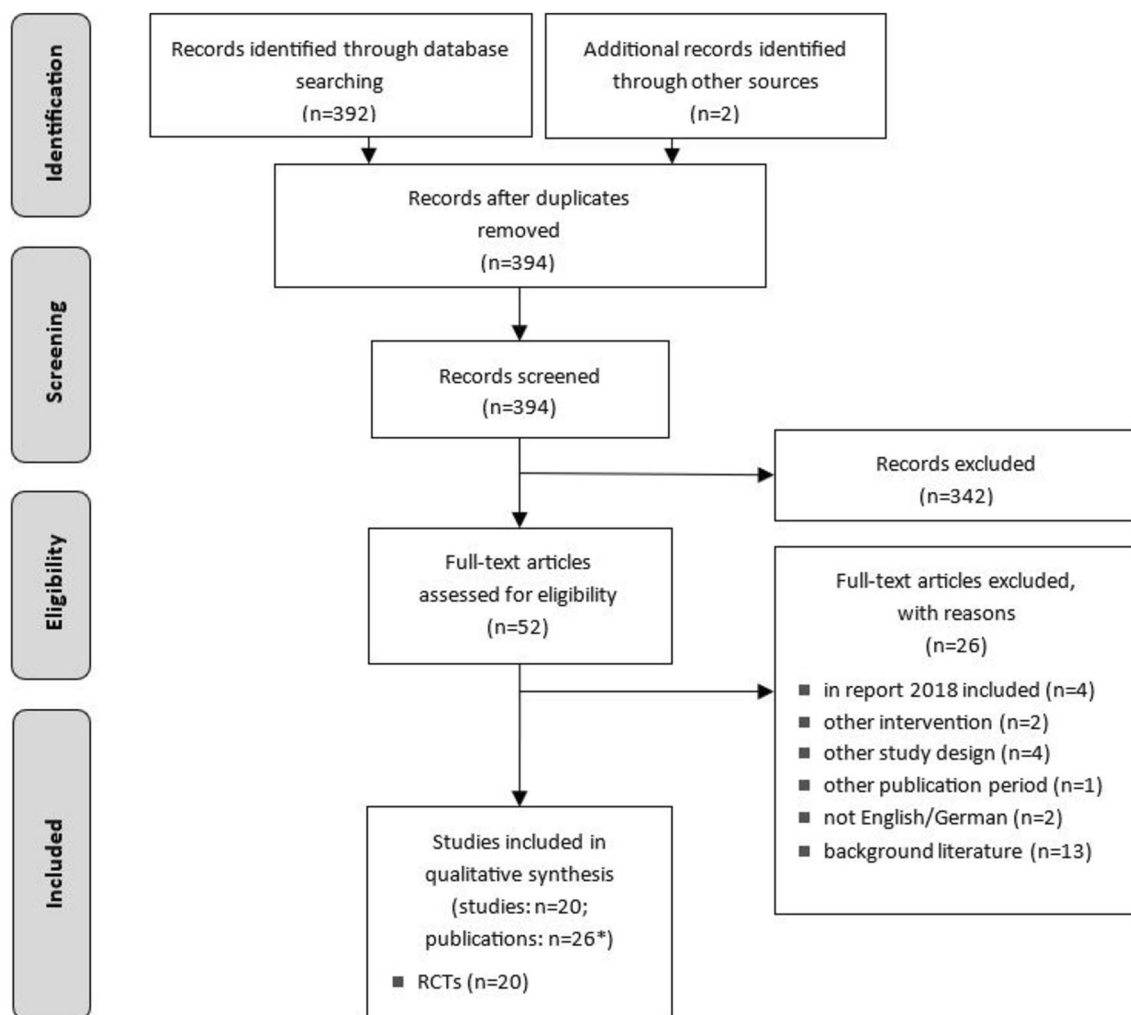 Identification
Records identified through database
searching
(n=392)
Additional records identified
through other sources
(n=2)
Records after duplicates
removed
(n=394)
Screening
Records screened
(n=394)
Records excluded
(n=342)
Eligibility
Full-text articles
assessed for eligibility
(n=52)
Full-text articles excluded,
with reasons
(n=26)
■ in report 2018 included (n=4)
■ other intervention (n=2)
■ other study design (n=4)
■ other publication period (n=1)
■ not English/German (n=2)
■ background literature (n=13)
Included
Studies included in
qualitative synthesis
(studies: n=20;
publications: n=26*)
■ RCTs (n=20)